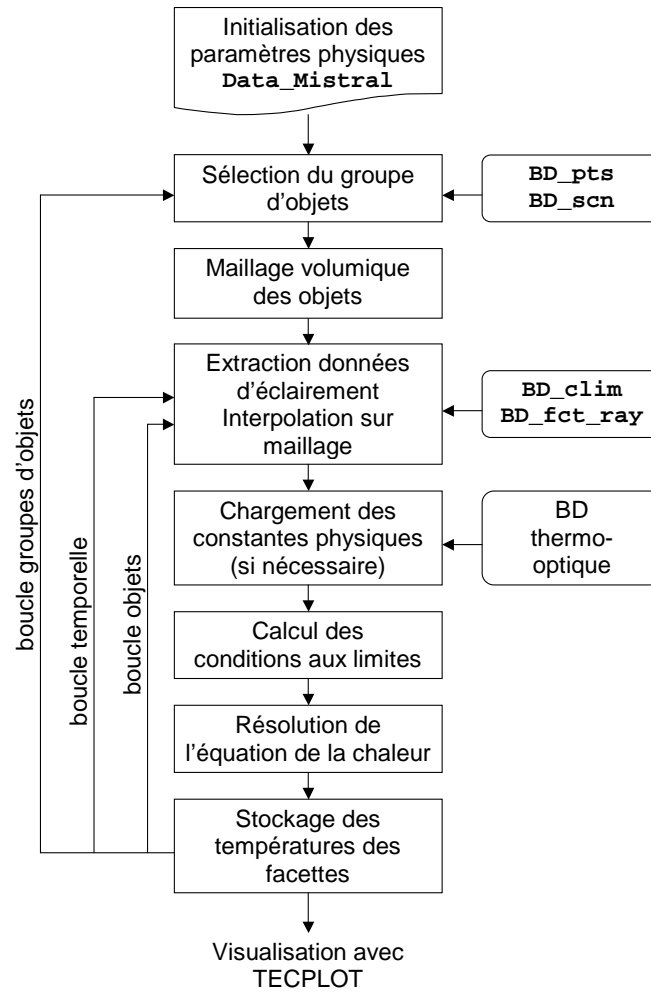 Initialisation des
paramètres physiques
Data_Mistral
Sélection du groupe
d'objets
BD_pts
BD_scn
Maillage volumique
des objets
Extraction données
d'éclairement
Interpolation sur
maillage
BD_clim
BD_fct_ray
Chargement des
constantes physiques
(si nécessaire)
BD
thermo-
optique
Calcul des
conditions aux limites
Résolution de
l'équation de la chaleur
Stockage des
températures des
facettes
boucle groupes d'objets
boucle temporelle
boucle objets
Visualisation avec
TECPLOT